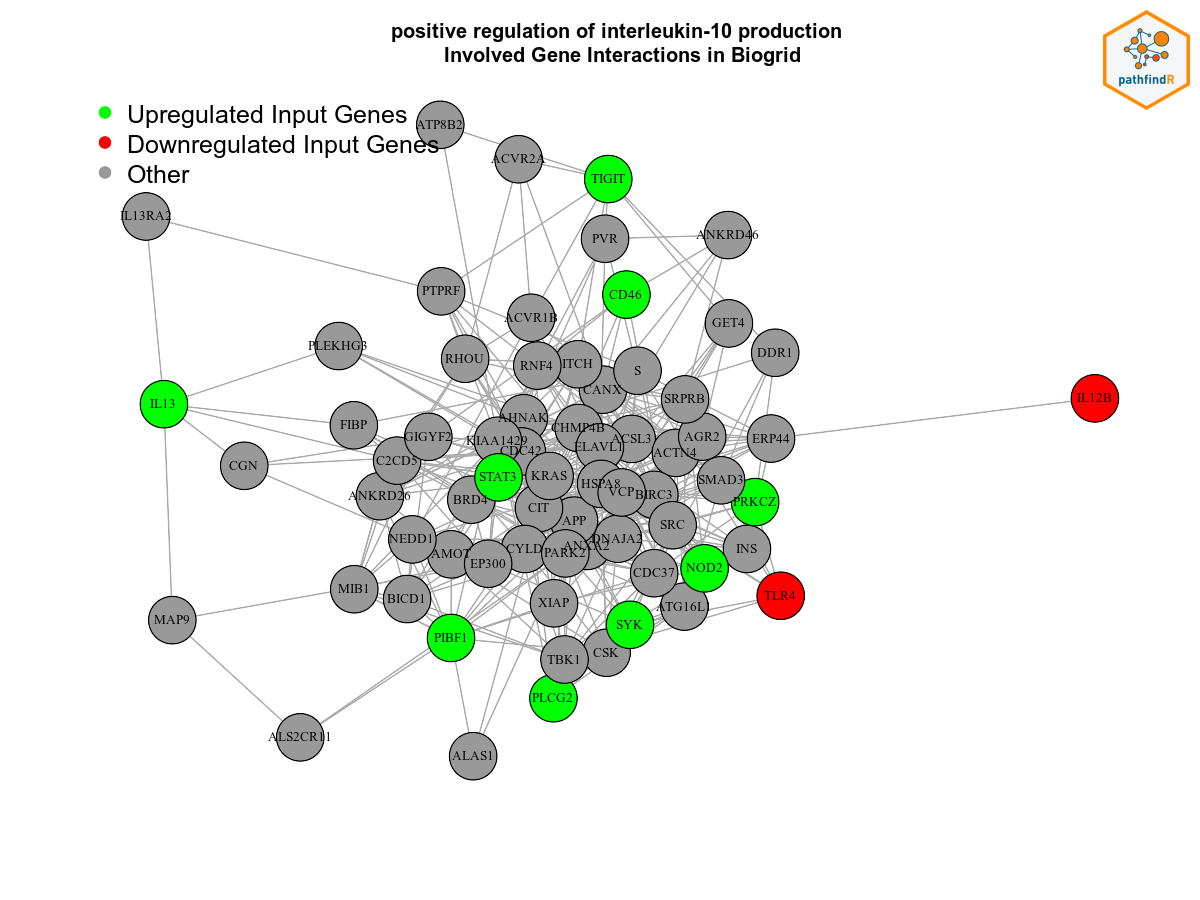 positive regulation of interleukin-10 production
Involved Gene Interactions in Biogrid
pathfindR
Upregulated Input Genes
Downregulated Input Genes
Other
ATP8B2
ACVR2A
TIGIT
IL13RA2
PVR
ANKRD46
PTPRF
CD46
ACVR1B
GET4
PLEKHG3
RHOU
RNF4
ITCH
S
DDR1
CANX
SRPRB
IL12B
IL13
FIBP
AHNAK
CHMP4B
GIGYF2
KIAA1429
CDC42
ELAVL1
ACSL3
AGR2
ERP44
ACTN4
CGN
C2CD5
STAT3
KRAS
HSPA8
VCP
BIRC3
SMAD3
ANKRD26
BRD4
PRKCZ
CIT
APP
SRC
NEDD1
AMOT
CYLD
PARK2
ANXA2
DNAJA2
INS
EP300
CDC37
NOD2
MIB1
BICD1
XIAP
ATG16L1
TLR4
MAP9
PIBF1
SYK
TBK1
CSK
PLCG2
ALS2CR11
ALAS1